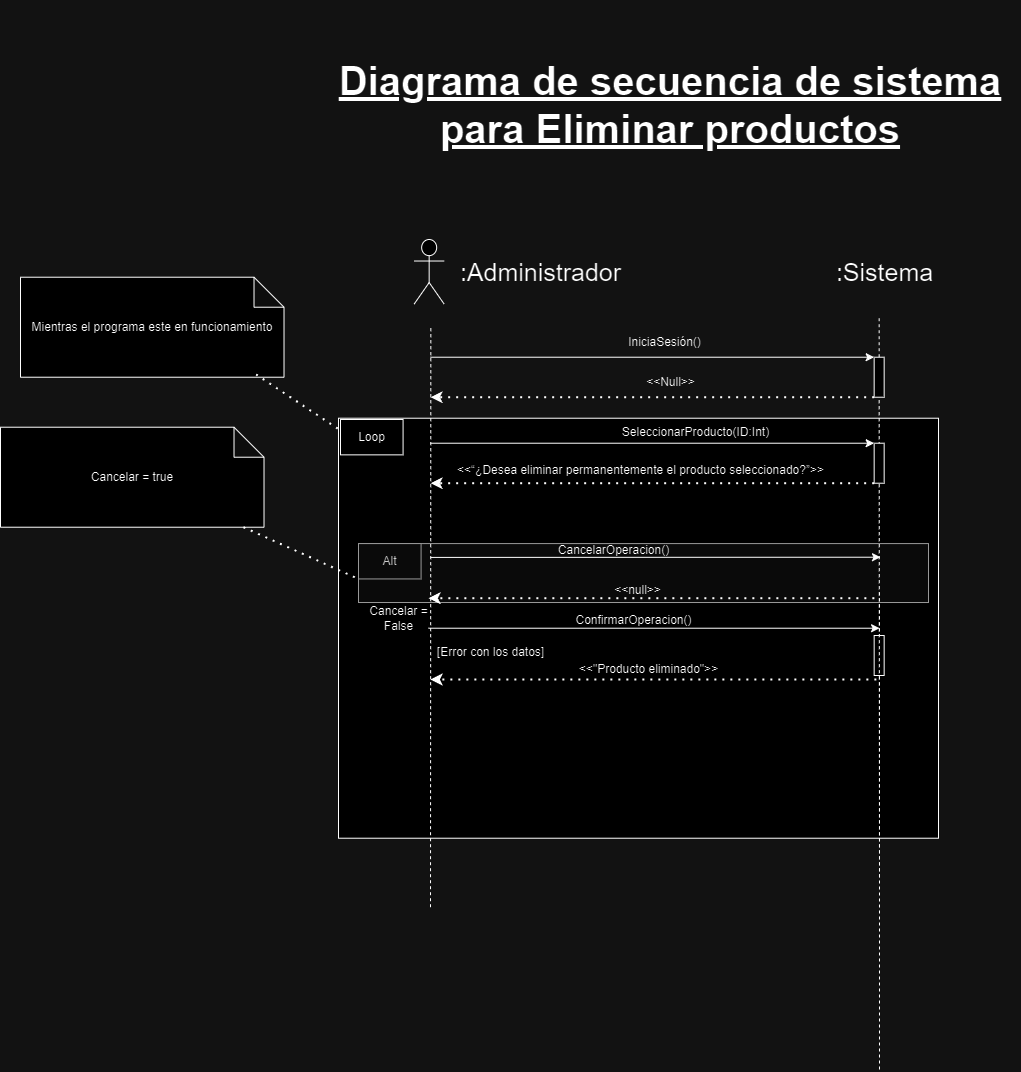 Diagrama de secuencia de sistema
para Eliminar productos
:Administrador
:Sistema
Mientras el programa este en funcionamiento
IniciaSesión()
<<Null>>
Loop
SeleccionarProducto(ID:Int)
<<"¿Desea eliminar permanentemente el producto seleccionado?">>
Cancelar = true
Alt
CancelarOperacion()
<<null>>
Cancelar =
False
ConfirmarOperacion()
[Error con los datos]
<<"Producto eliminado">>